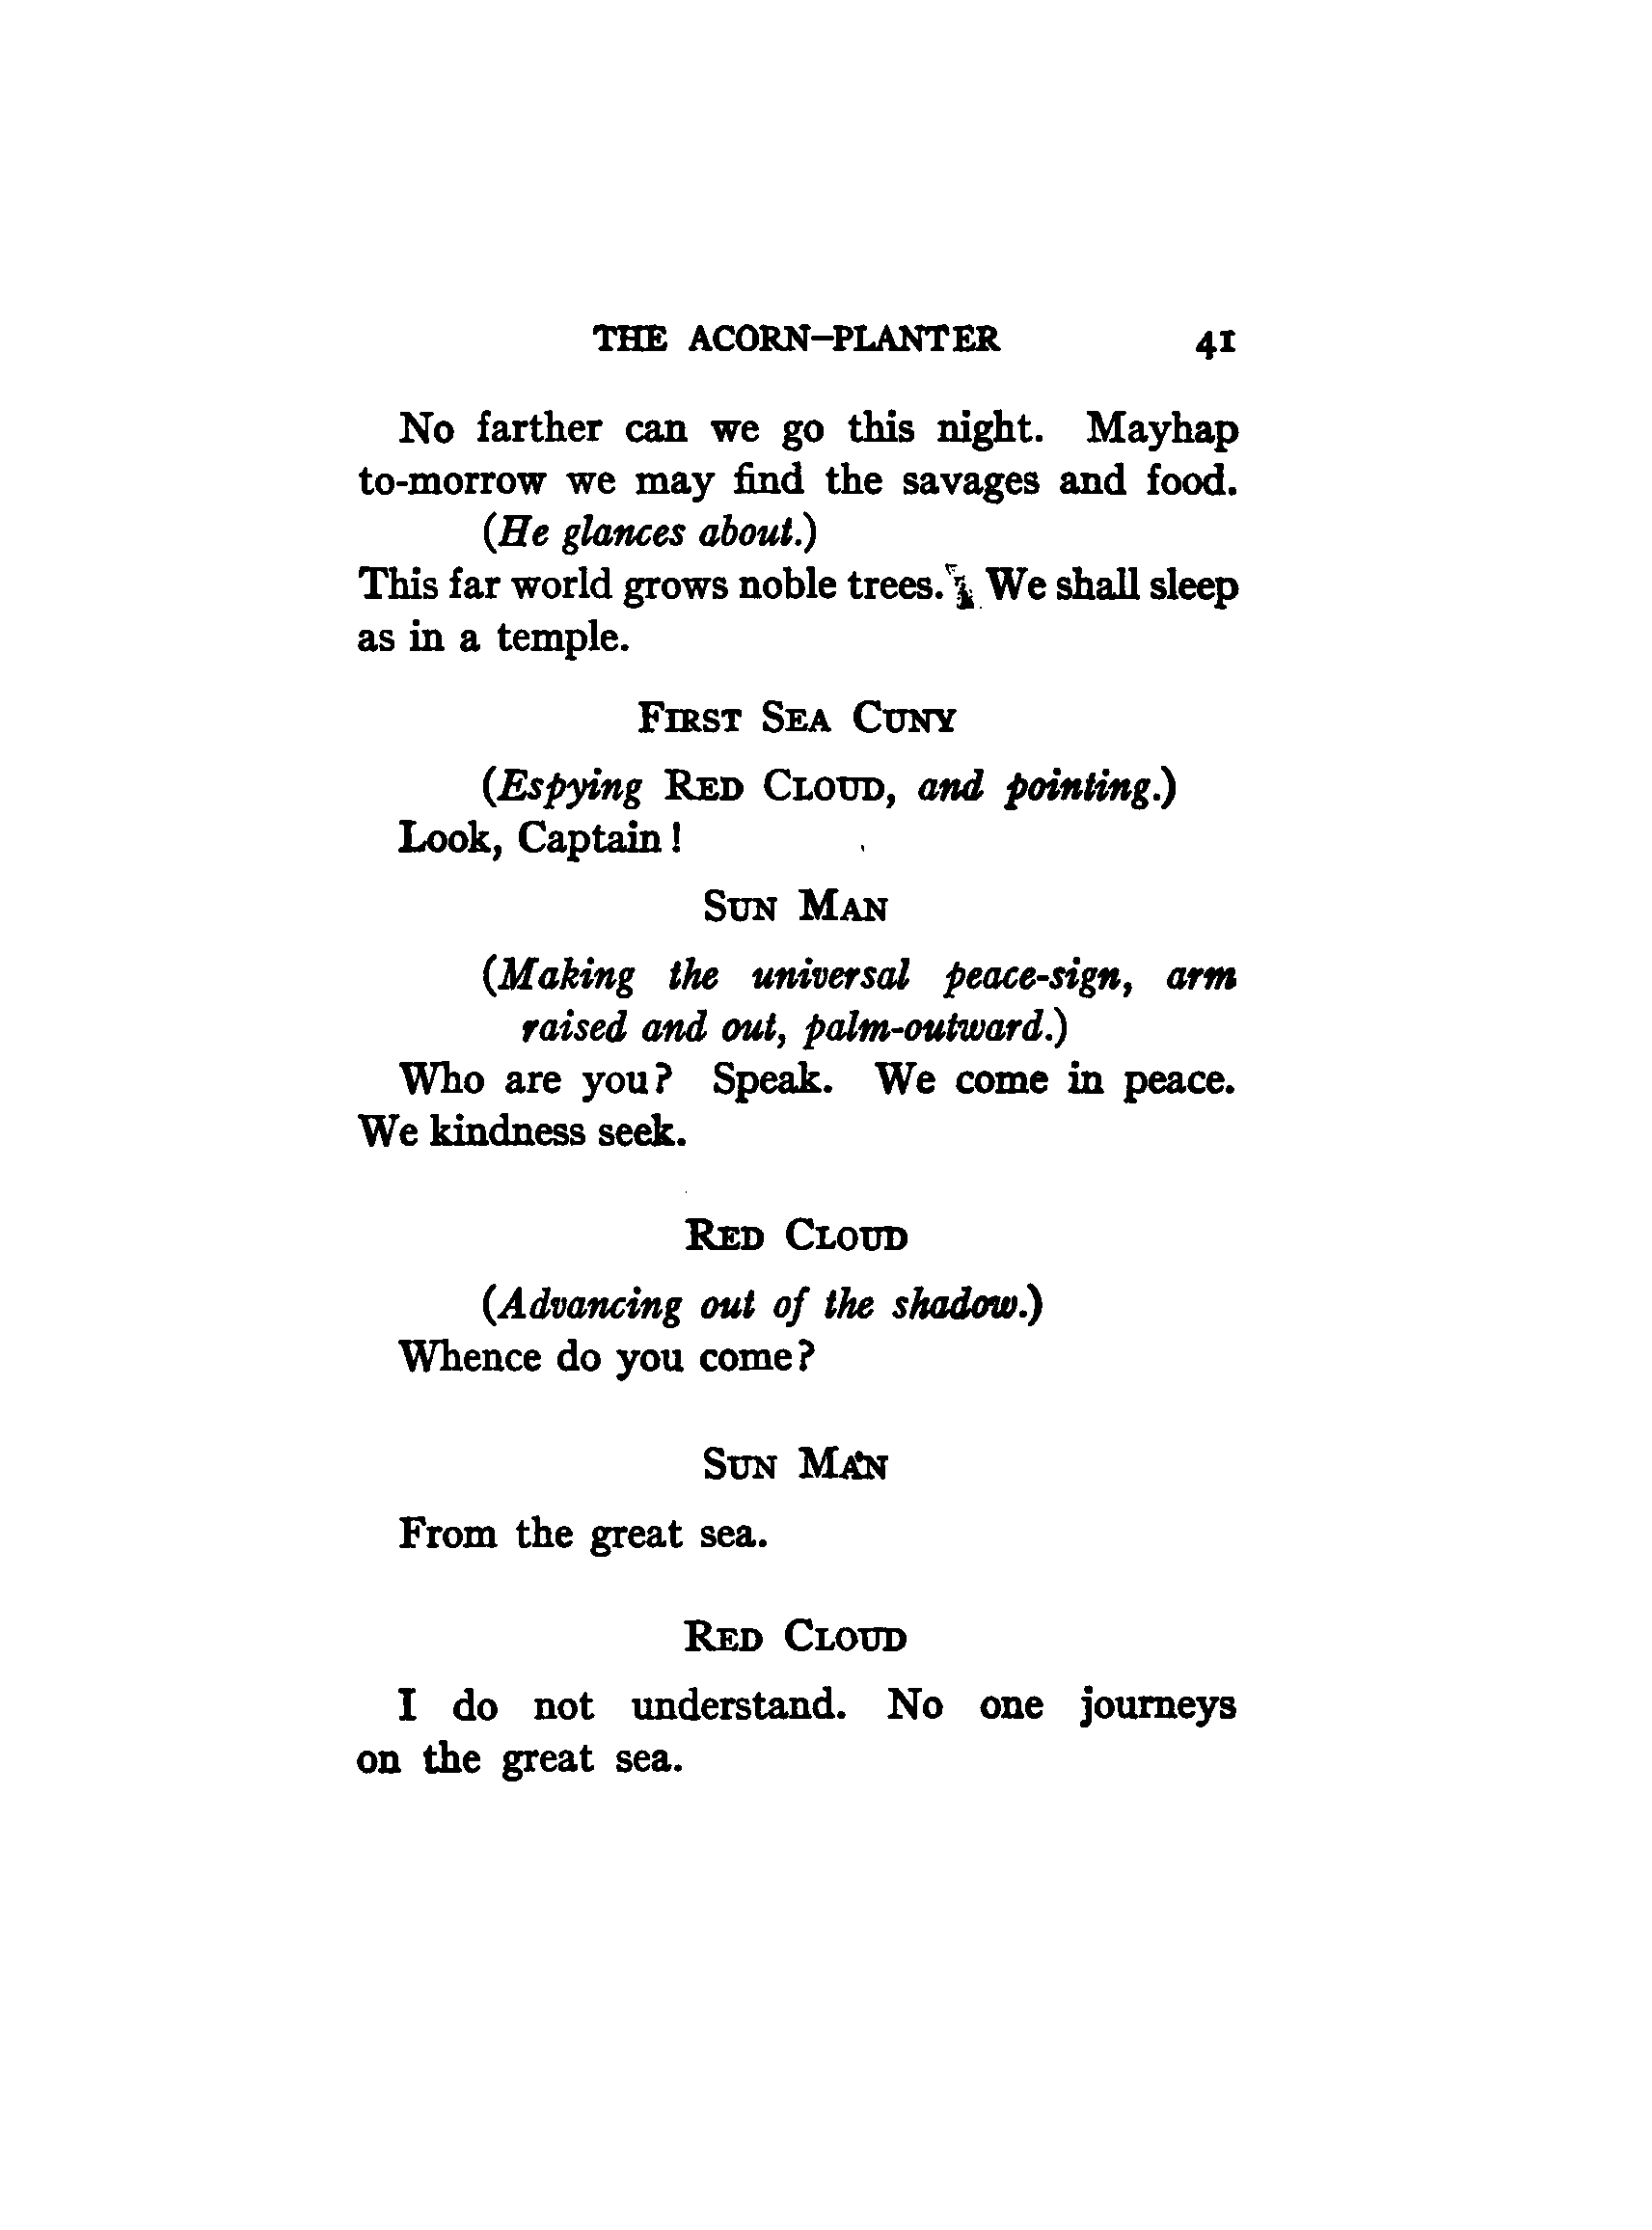 THE ACORN-PLANTER 41
No farther can we go this night. Mayhap
to-morrow we may find the savages and food.
(He glances about.)
This far world grows noble trees. We shall sleep
as in a temple.
FIRST SEA CUNY
(Espying RED CLOUD, and pointing.)
Look, Captain!
SUN MAN
(Making the universal peace-sign, arm
raised and out, palm-outward.)
Who are you? Speak. We come in peace.
We kindness seek.
RED CLOUD
(Advancing out of the shadow.)
Whence do you come?
SUN MAN
From the great sea.
RED CLOUD
I do not understand. No one journeys
on the great sea.